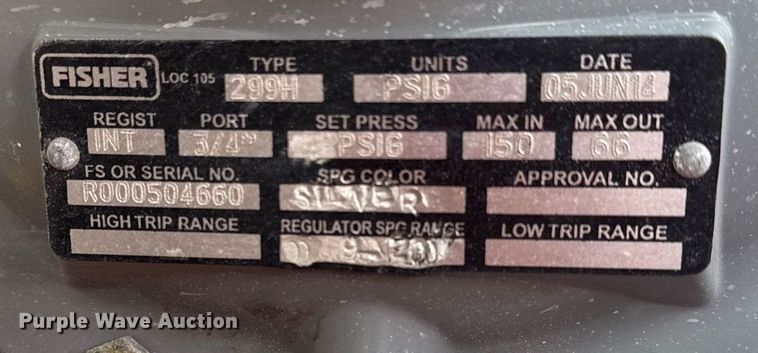 FISHER LOC 105
TYPE UNITS DATE
299H PSIG 05JUN14
REGIST PORT SET PRESS MAX IN MAX OUT
INT 3/4" PSIG 150 66
FS OR SERIAL NO. SPG COLOR APPROVAL NO.
R000504660 SILVER
HIGH TRIP RANGE REGULATOR SPG RANGE LOW TRIP RANGE
Purple Wave Auction